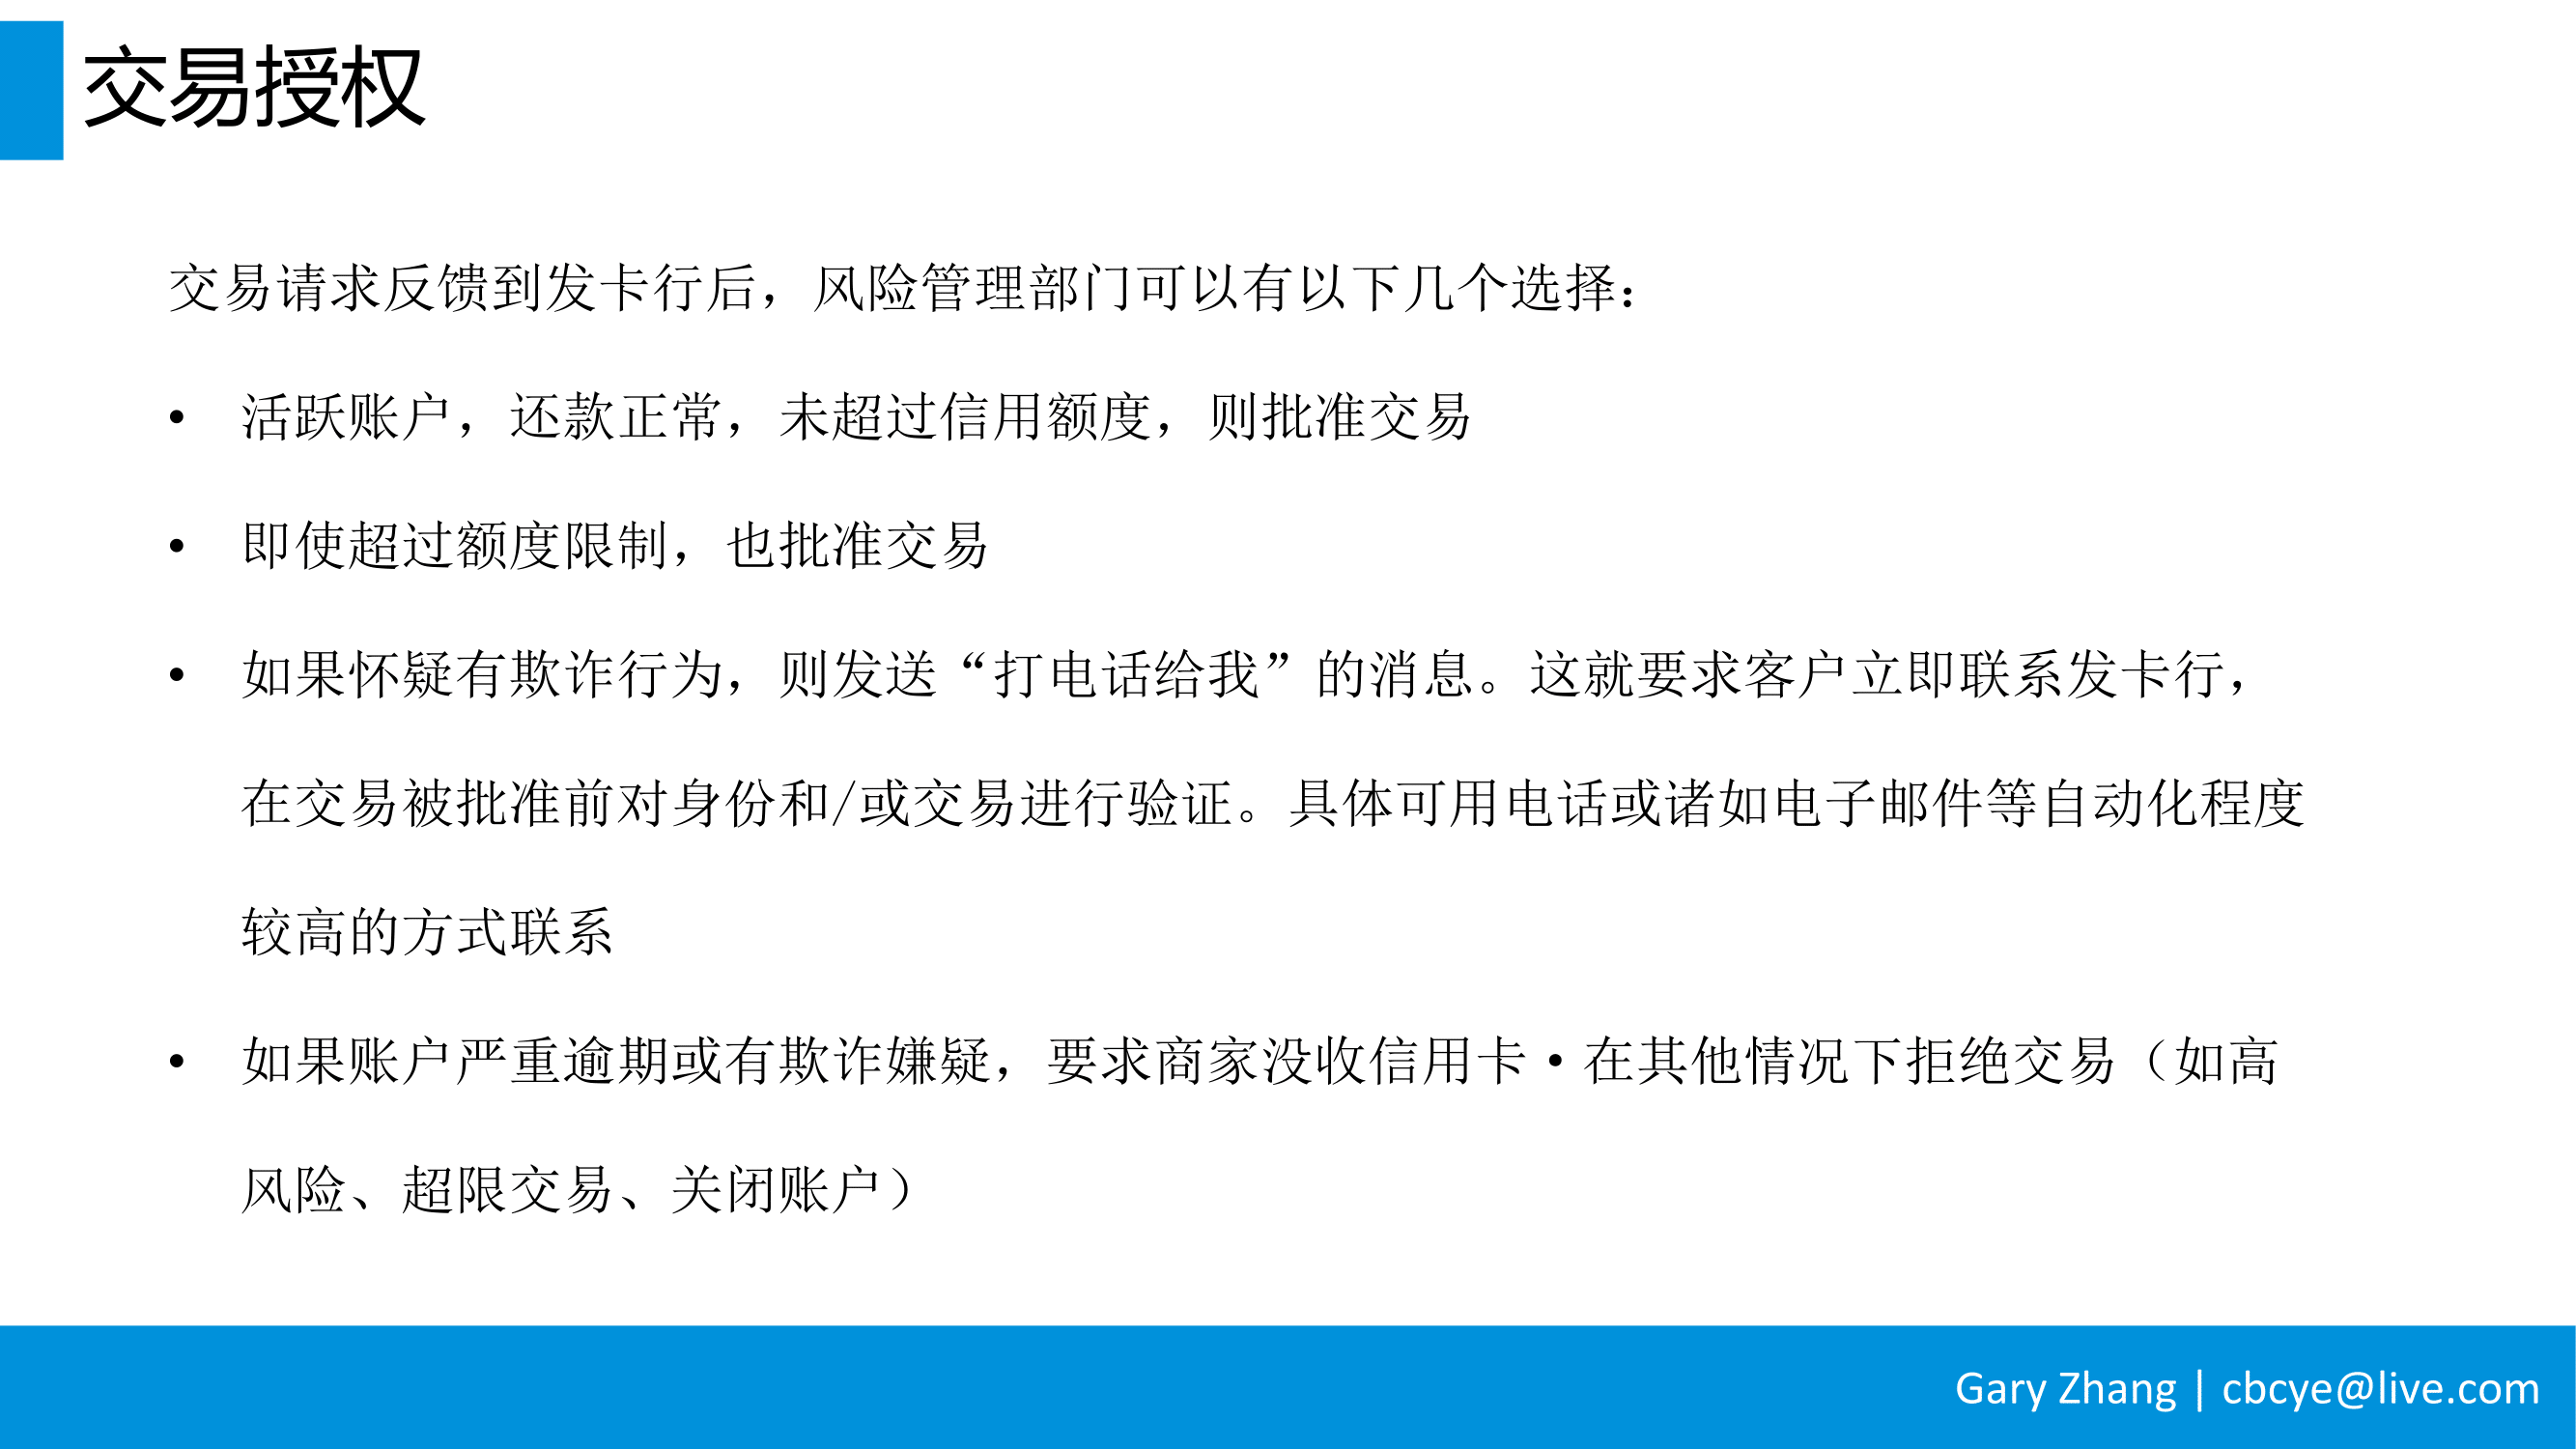 交易授权
交易请求反馈到发卡行后，风险管理部门可以有以下几个选择：
• 活跃账户，还款正常，未超过信用额度，则批准交易
• 即使超过额度限制，也批准交易
• 如果怀疑有欺诈行为，则发送“打电话给我”的消息。这就要求客户立即联系发卡行，
在交易被批准前对身份和/或交易进行验证。具体可用电话或诸如电子邮件等自动化程度
较高的方式联系
• 如果账户严重逾期或有欺诈嫌疑，要求商家没收信用卡•在其他情况下拒绝交易（如高
风险、超限交易、关闭账户）
Gary Zhang | cbcye@live.com